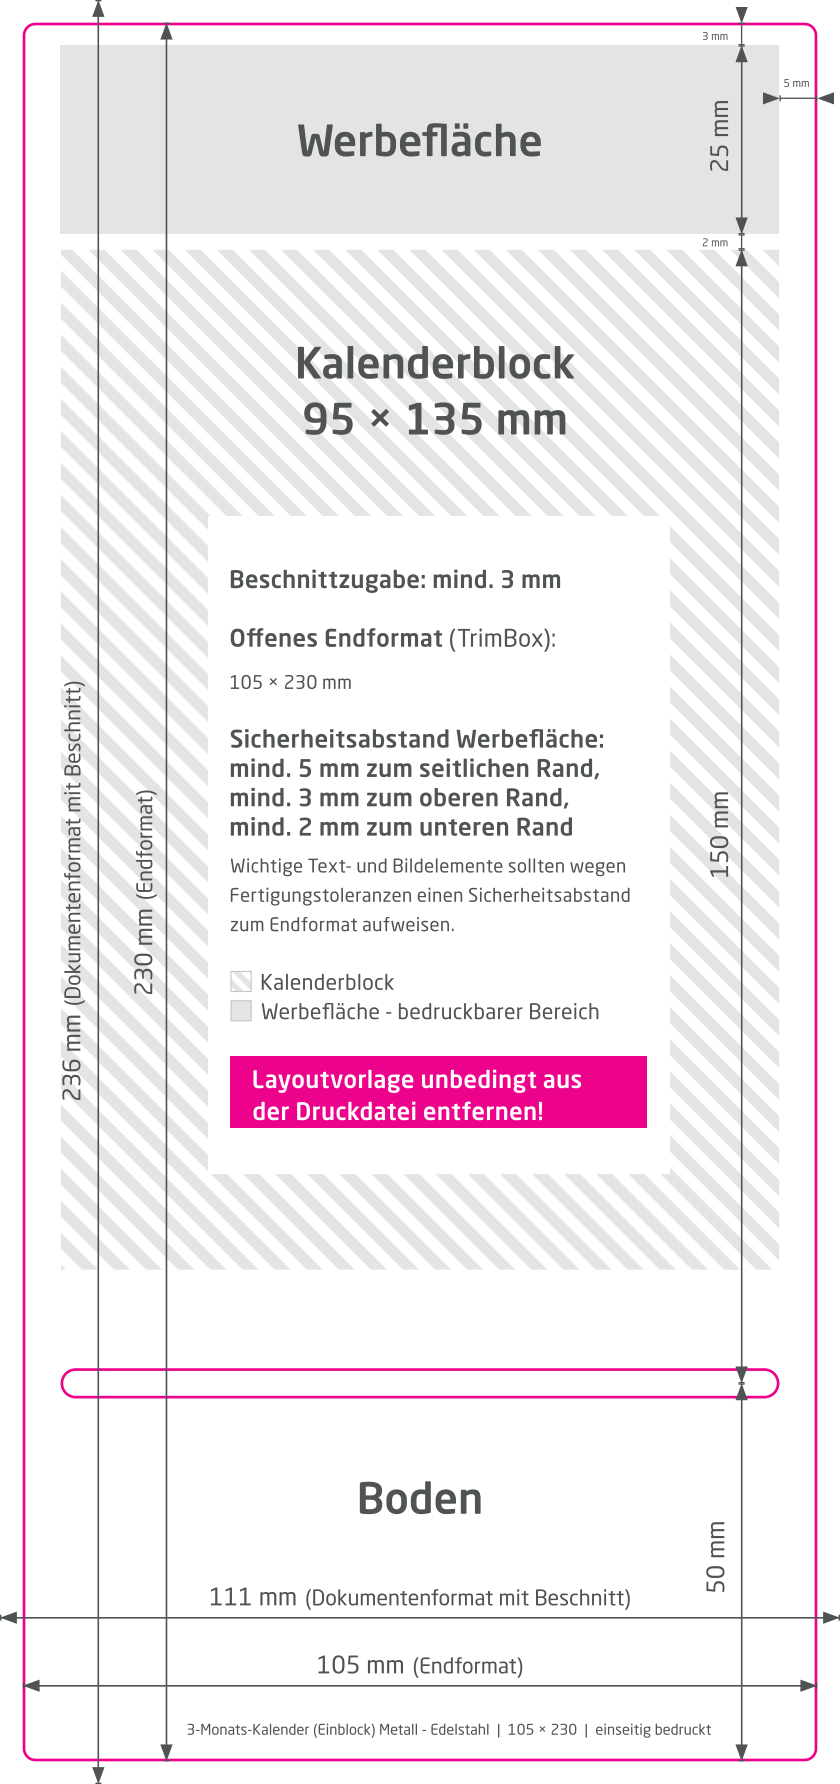 3 mm
5 mm
Werbefläche
25 mm
2 mm
Kalenderblock
95 × 135 mm
Beschnittzugabe: mind. 3 mm
Offenes Endformat (TrimBox):
105 × 230 mm
Sicherheitsabstand Werbefläche:
mind. 5 mm zum seitlichen Rand,
mind. 3 mm zum oberen Rand,
mind. 2 mm zum unteren Rand
Wichtige Text- und Bildelemente sollten wegen
Fertigungstoleranzen einen Sicherheitsabstand
zum Endformat aufweisen.
Kalenderblock
Werbefläche - bedruckbarer Bereich
Layoutvorlage unbedingt aus
der Druckdatei entfernen!
236 mm (Dokumentenformat mit Beschnitt)
230 mm (Endformat)
150 mm
Boden
50 mm
111 mm (Dokumentenformat mit Beschnitt)
105 mm (Endformat)
3-Monats-Kalender (Einblock) Metall - Edelstahl | 105 × 230 | einseitig bedruckt